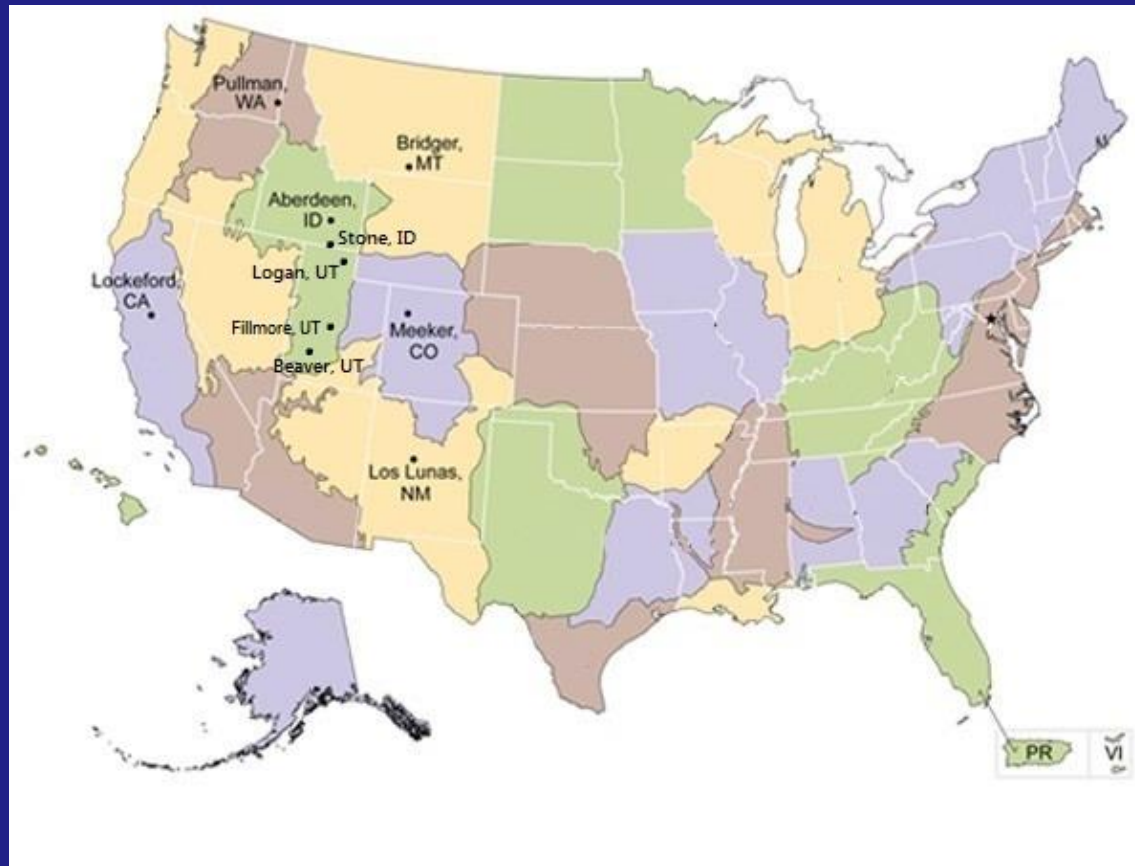 Pullman,
WA
Bridger,
MT
Aberdeen,
ID
Stone, ID
Logan, UT
Lockeford,
CA
Fillmore, UT
Meeker,
CO
Beaver, UT
Los Lunas,
NM
PR
VI